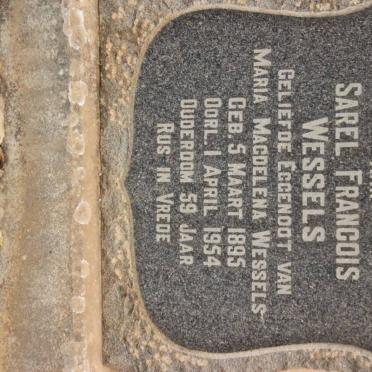 SAREL FRANCOIS
WESSELS
GELIEFDE EGGENOOT VAN
MARIA MAGDELENA WESSELS
GEB. 5 MAART 1895
OORL. 1 APRIL 1954
OUDERDOM 59 JAAR
RUS IN VREDE